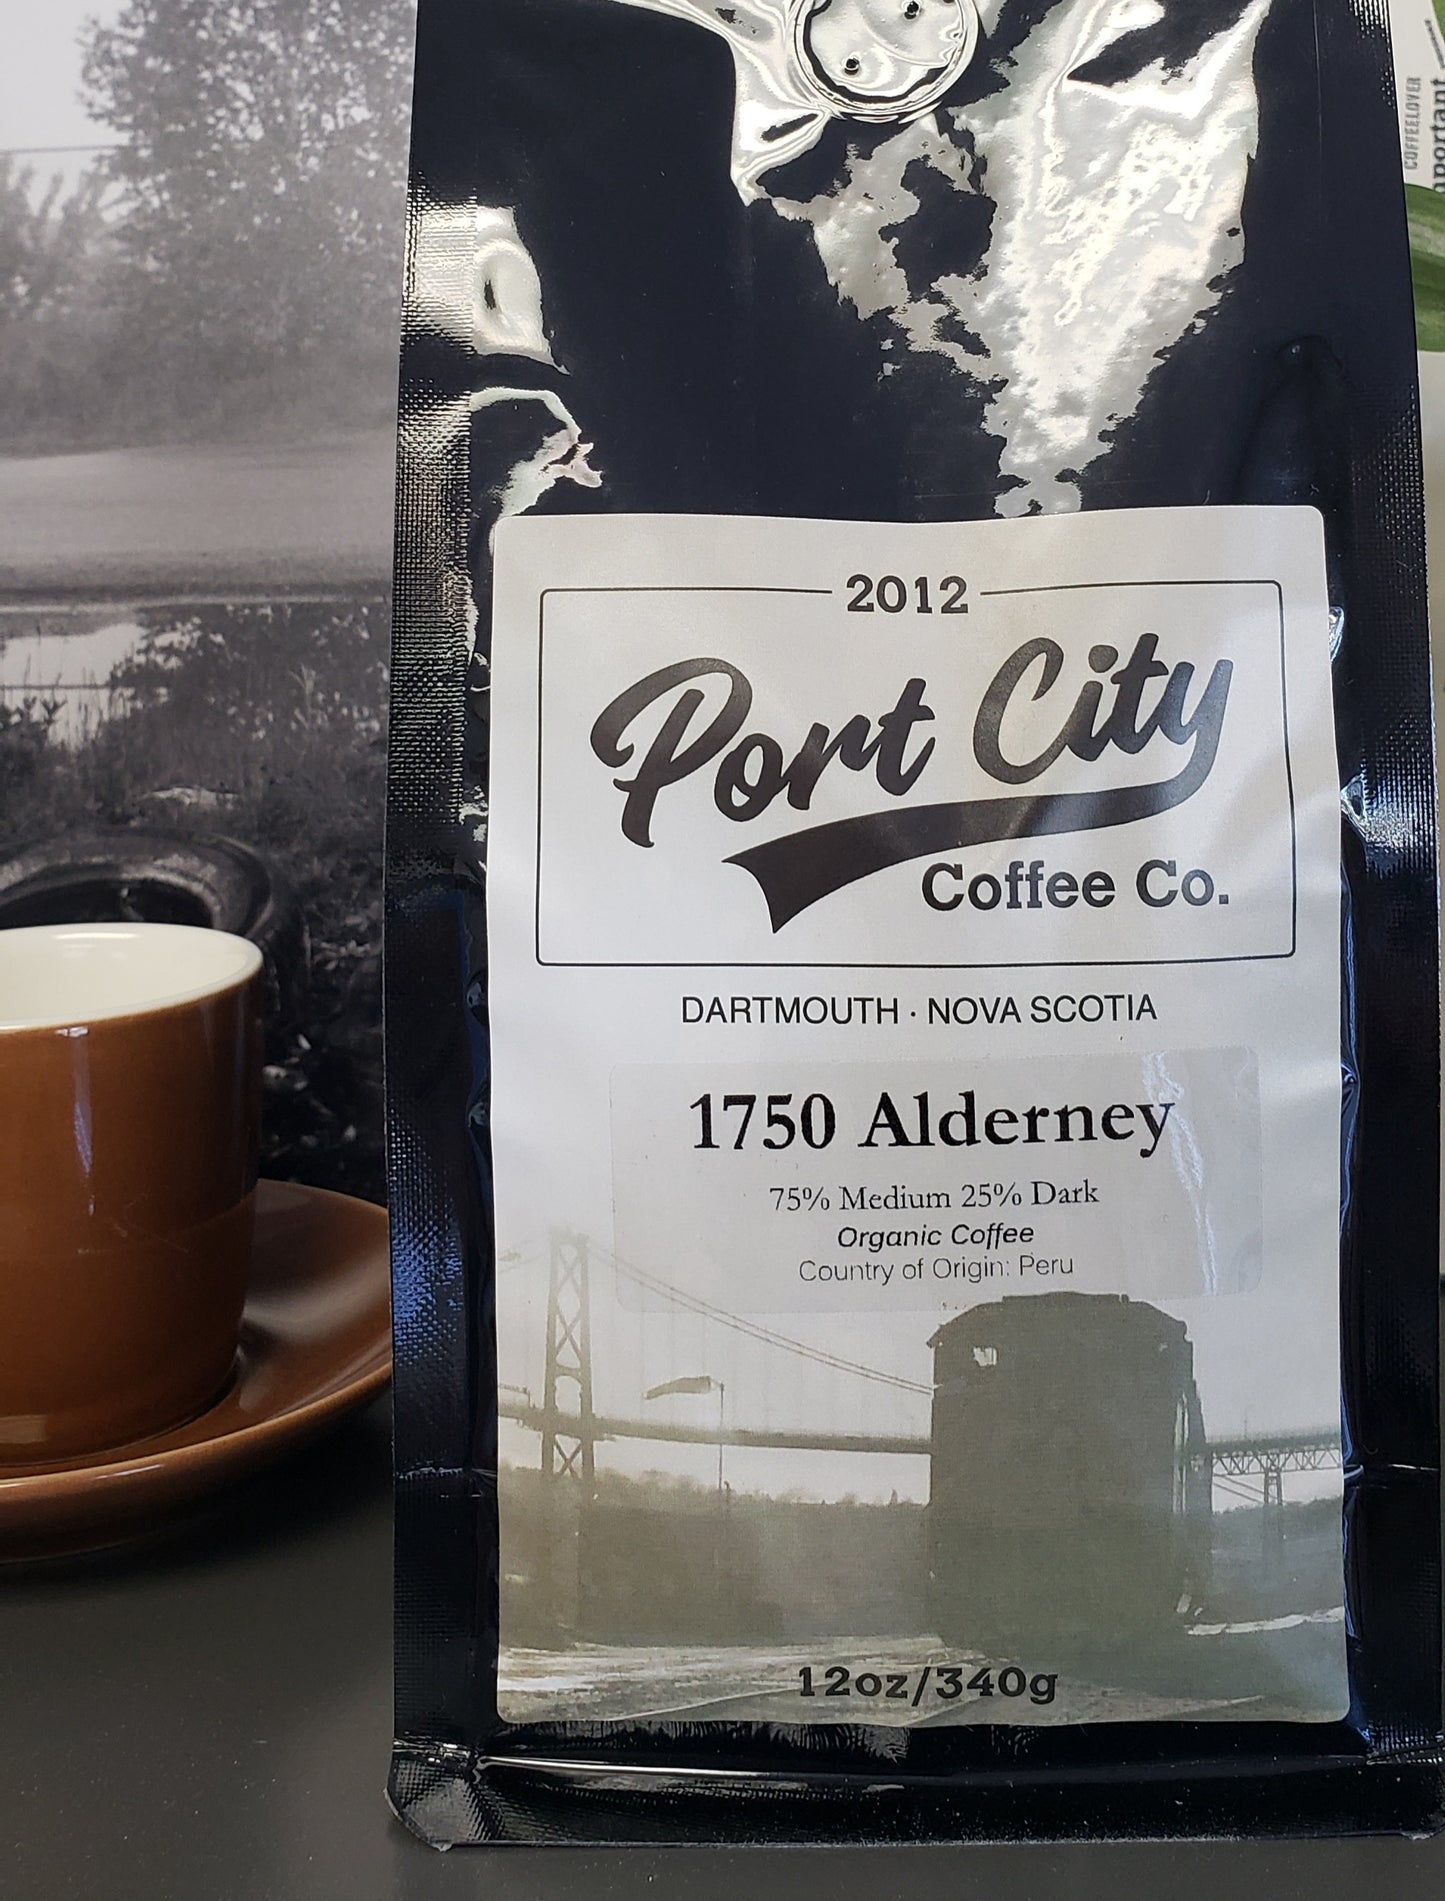 2012
Port City
Coffee Co.
DARTMOUTH · NOVA SCOTIA
1750 Alderney
75% Medium 25% Dark
Organic Coffee
Country of Origin: Peru
12oz/340g
COFFEELOVER